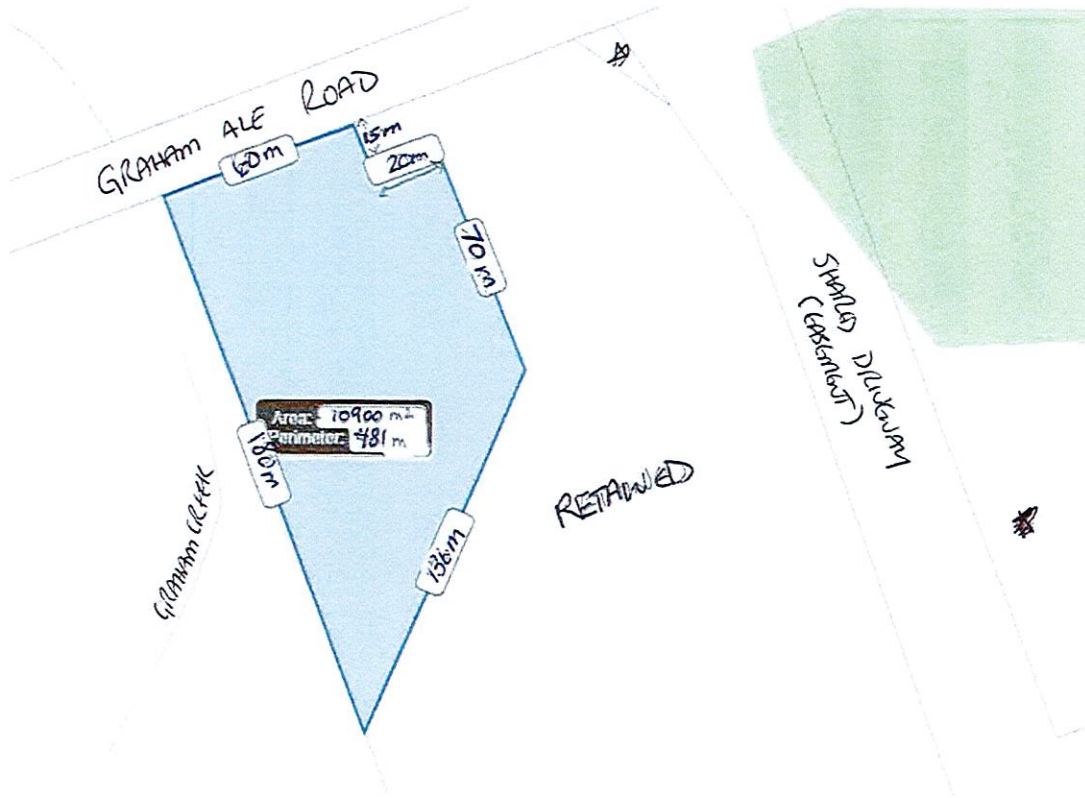 GRAHAM ALE ROAD
60m
15m
20m
70m
Area: 10900 m²
Perimeter: 481 m
180m
136m
GRAHAM CREEK
RETAINED
SHARED DRIVEWAY
(EASEMENT)